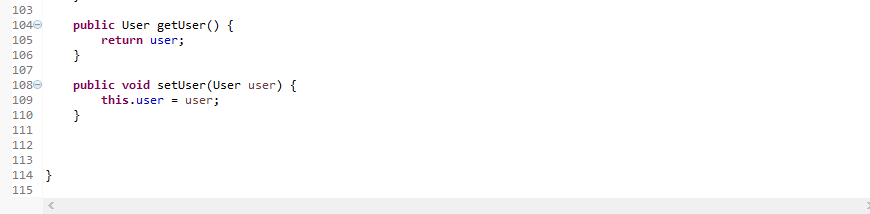 103
104 public User getUser() {
105 return user;
106 }
107
108 public void setUser(User user) {
109 this.user = user;
110 }
111
112
113
114 }
115